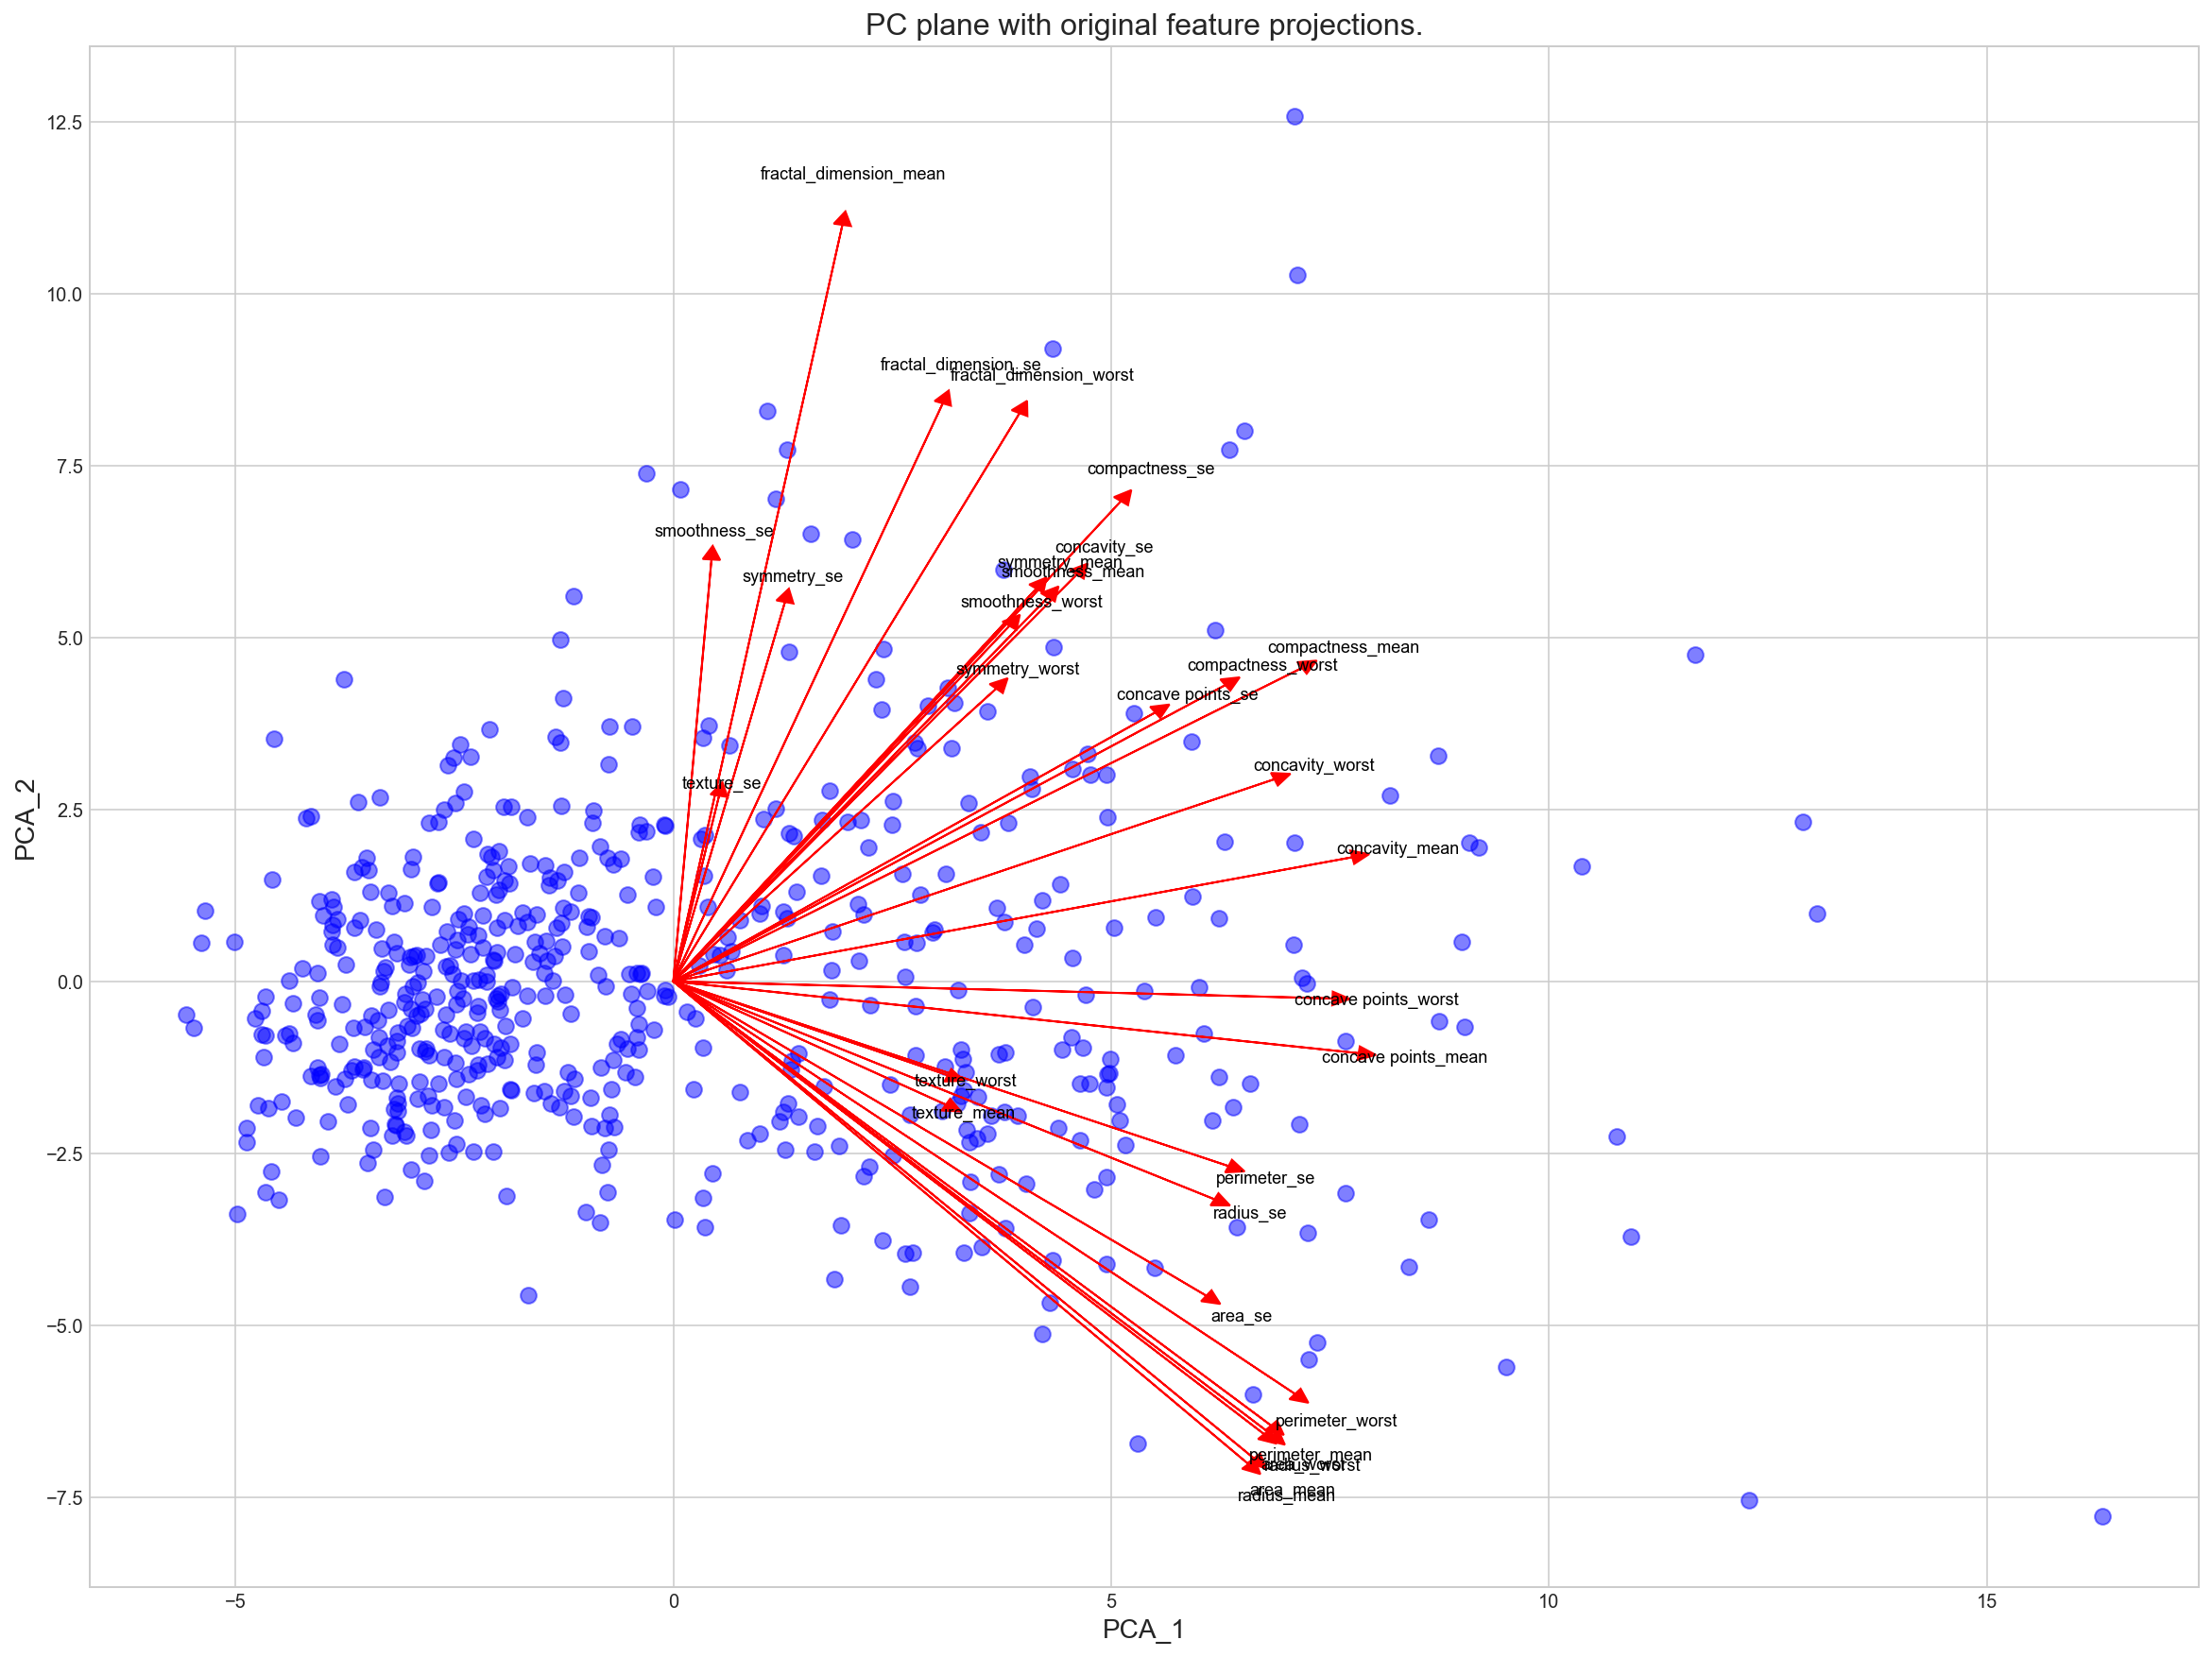 PC plane with original feature projections.
12.5
fractal_dimension_mean
10.0
fractal_dimension_se
fractal_dimension_worst
7.5
compactness_se
smoothness_se
concavity_se
symmetry_mean
smoothness_mean
symmetry_se
smoothness_worst
5.0
compactness_mean
compactness_worst
symmetry_worst
concave points_se
concavity_worst
texture_se
2.5
concavity_mean
PCA_2
0.0
concave points_worst
concave points_mean
texture_worst
texture_mean
−2.5
perimeter_se
radius_se
area_se
−5.0
perimeter_worst
perimeter_mean
area_worst
radius_worst
area_mean
radius_mean
−7.5
−5
0
5
10
15
PCA_1